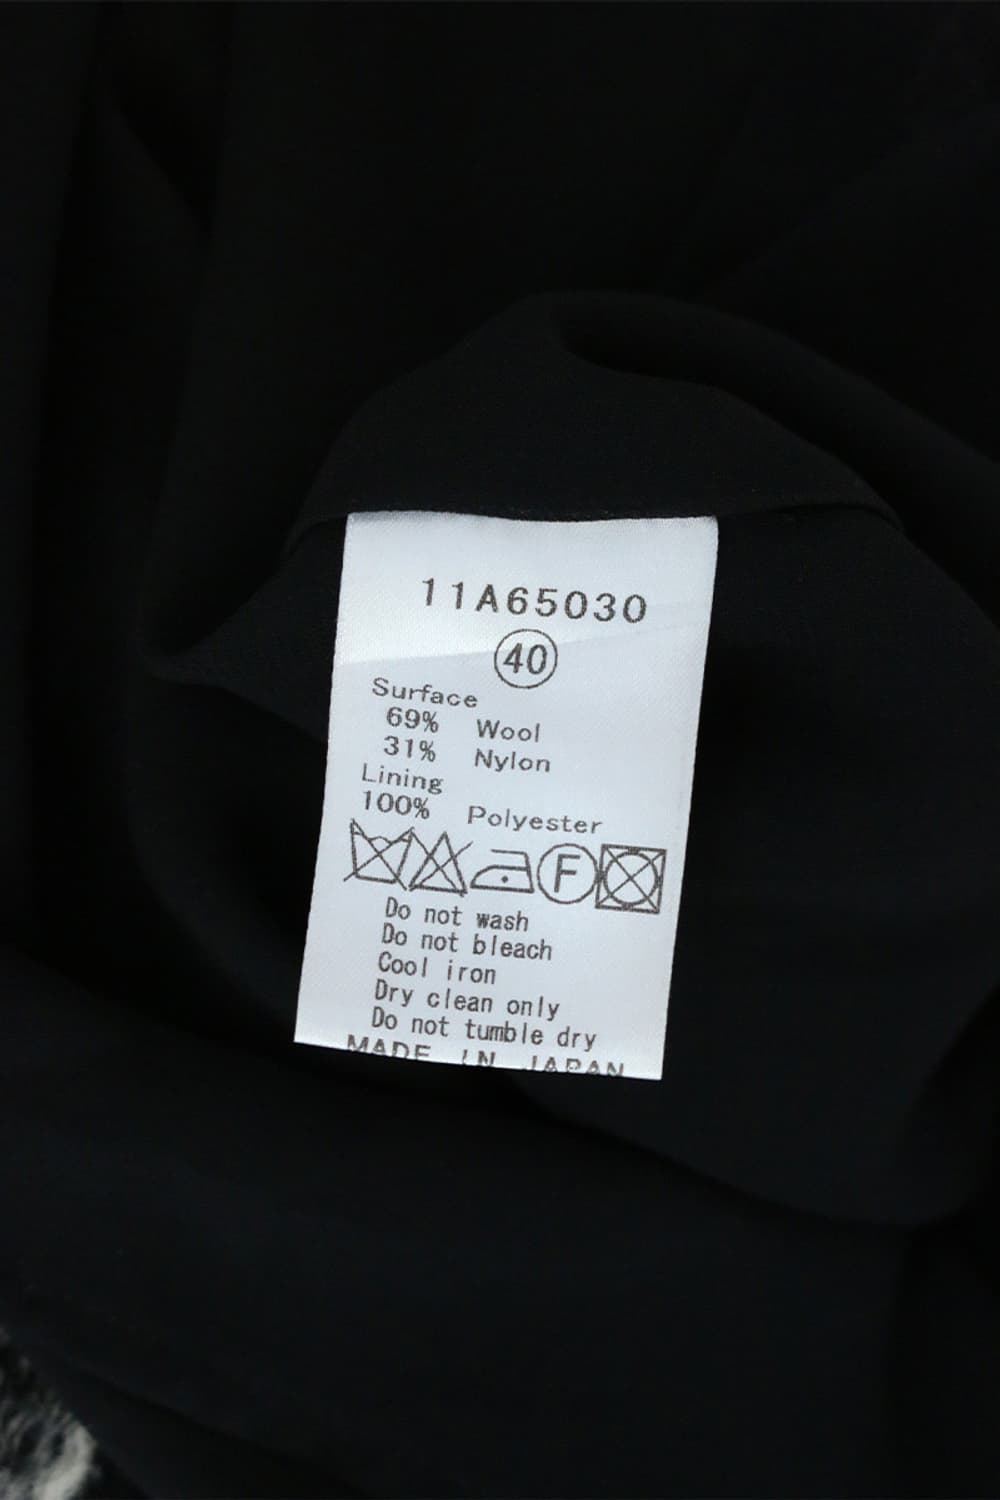 11A65030
40
Surface
69% Wool
31% Nylon
Lining
100% Polyester
F
Do not wash
Do not bleach
Cool iron
Dry clean only
Do not tumble dry
MADE IN JAPAN